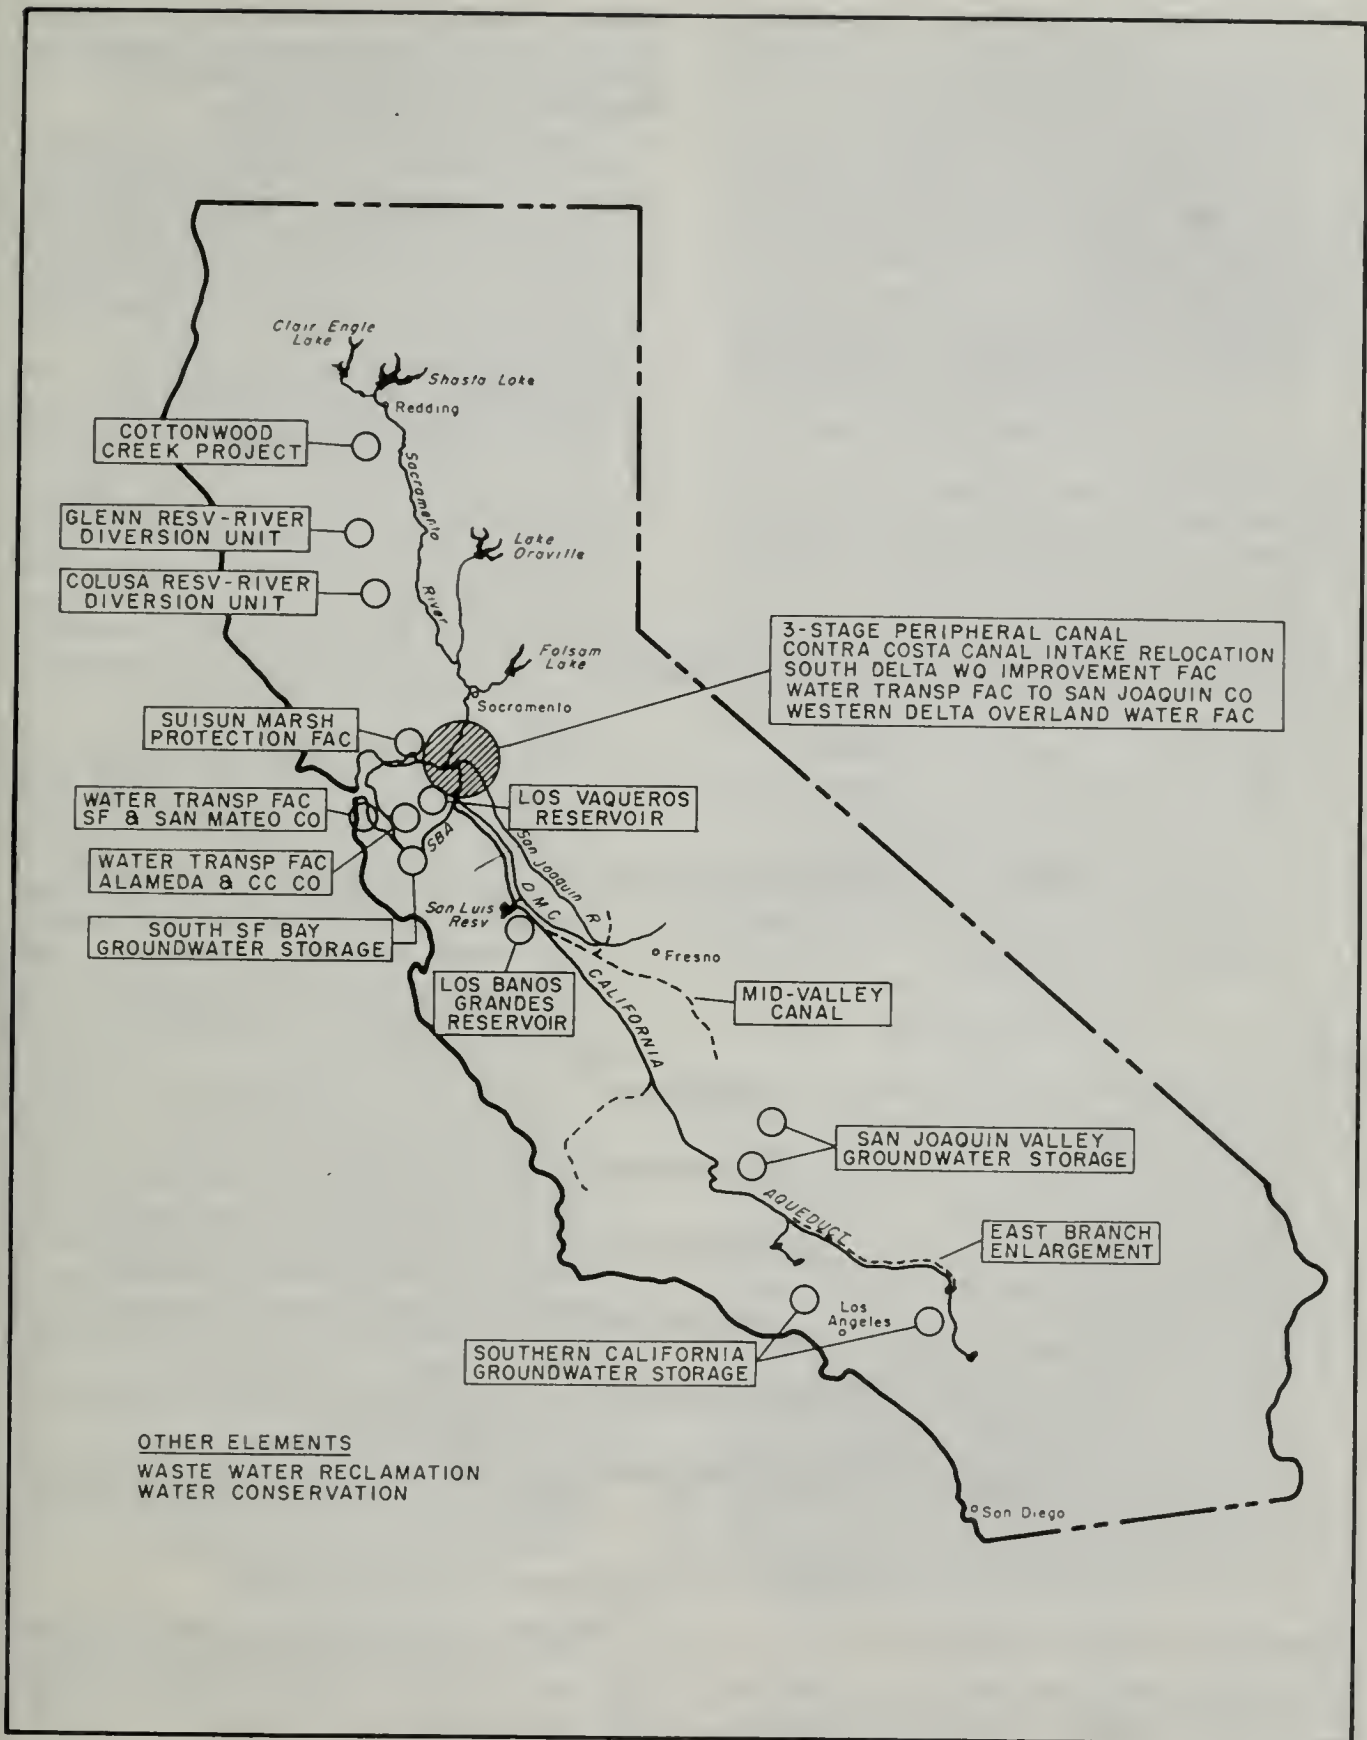 Clair Engle
Lake
Shasta Lake
Redding
COTTONWOOD
CREEK PROJECT
Sacramento
River
GLENN RESV-RIVER
DIVERSION UNIT
Lake
Oroville
COLUSA RESV-RIVER
DIVERSION UNIT
Folsom
Lake
Sacramento
3-STAGE PERIPHERAL CANAL
CONTRA COSTA CANAL INTAKE RELOCATION
SOUTH DELTA WQ IMPROVEMENT FAC
WATER TRANSP FAC TO SAN JOAQUIN CO
WESTERN DELTA OVERLAND WATER FAC
SUISUN MARSH
PROTECTION FAC
WATER TRANSP FAC
SF & SAN MATEO CO
LOS VAQUEROS
RESERVOIR
SBA
San Joaquin R
WATER TRANSP FAC
ALAMEDA & CC CO
DMC
San Luis
Resv
SOUTH SF BAY
GROUNDWATER STORAGE
Fresno
LOS BANOS
GRANDES
RESERVOIR
CALIFORNIA
MID-VALLEY
CANAL
SAN JOAQUIN VALLEY
GROUNDWATER STORAGE
AQUEDUCT
EAST BRANCH
ENLARGEMENT
Los
Angeles
SOUTHERN CALIFORNIA
GROUNDWATER STORAGE
OTHER ELEMENTS
WASTE WATER RECLAMATION
WATER CONSERVATION
San Diego